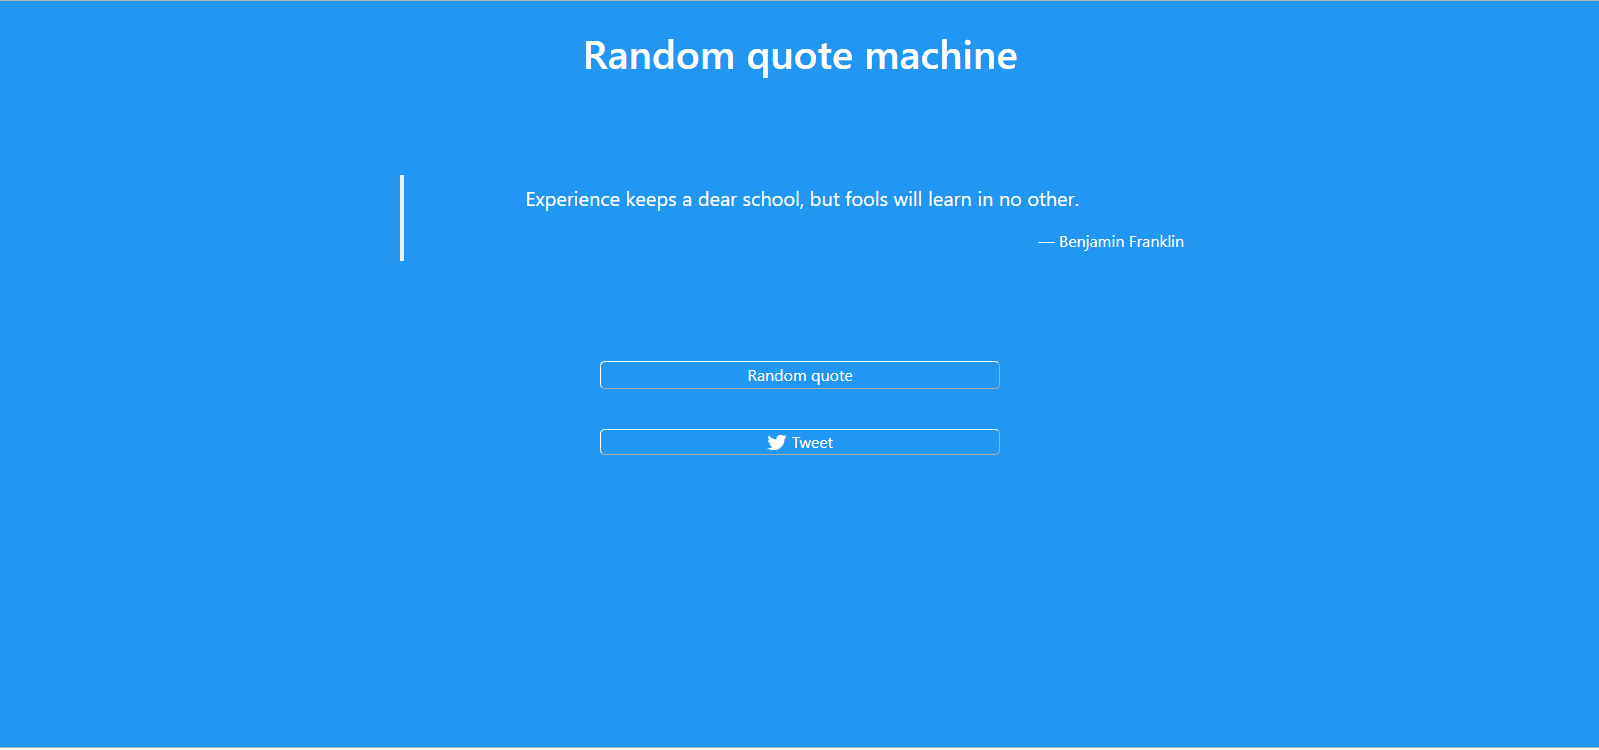 Random quote machine
Experience keeps a dear school, but fools will learn in no other.
— Benjamin Franklin
Random quote
Tweet